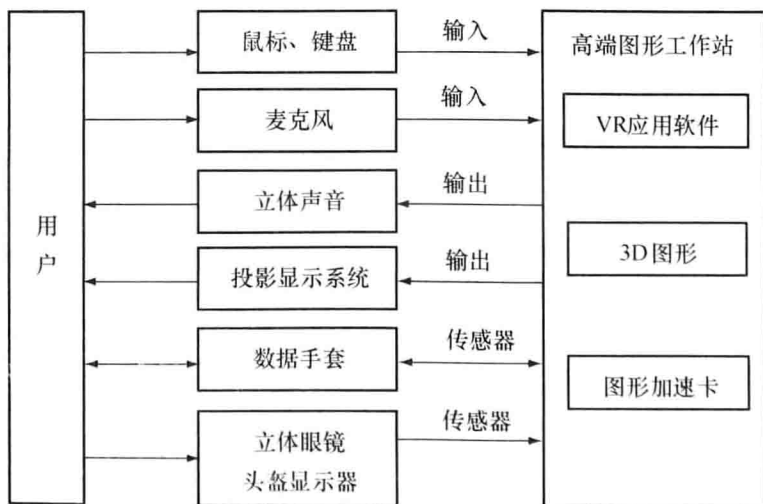 用户
鼠标、键盘
输入
麦克风
输入
立体声音
输出
投影显示系统
输出
数据手套
传感器
立体眼镜
头盔显示器
传感器
高端图形工作站
VR应用软件
3D图形
图形加速卡